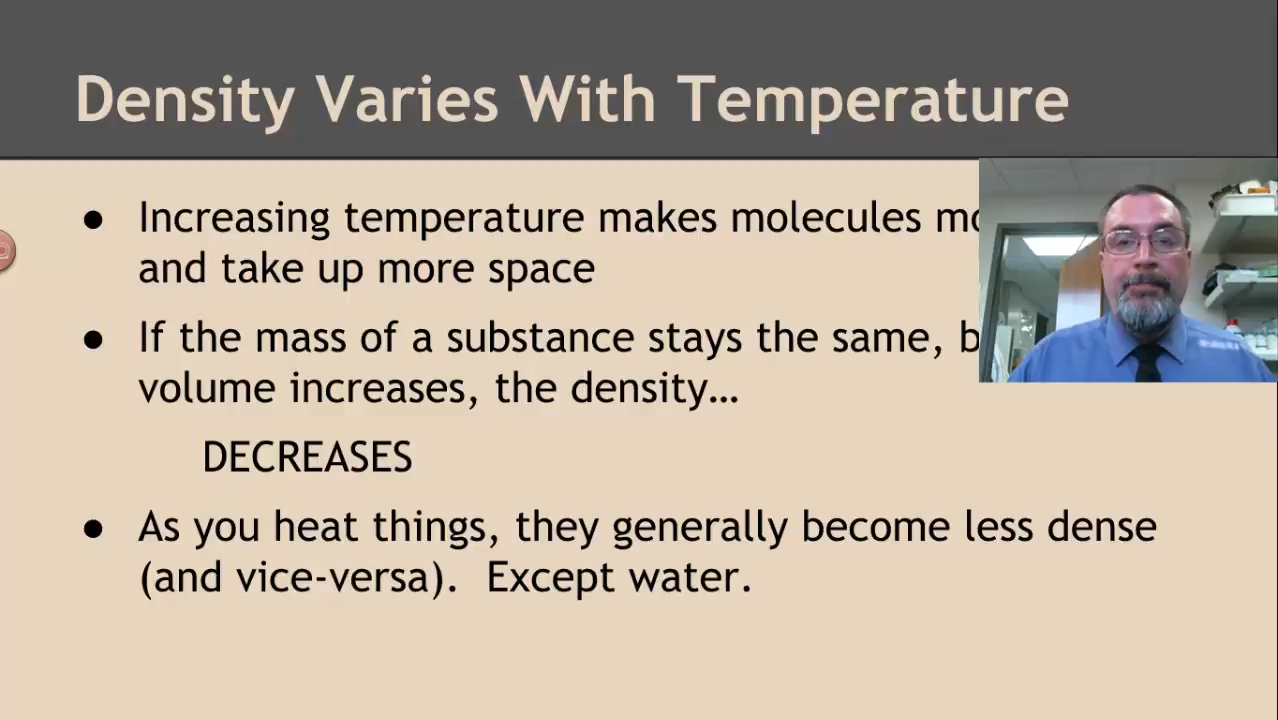 Density Varies With Temperature
● Increasing temperature makes molecules
and take up more space
● If the mass of a substance stays the same,
volume increases, the density…
DECREASES
● As you heat things, they generally become less dense
(and vice-versa). Except water.